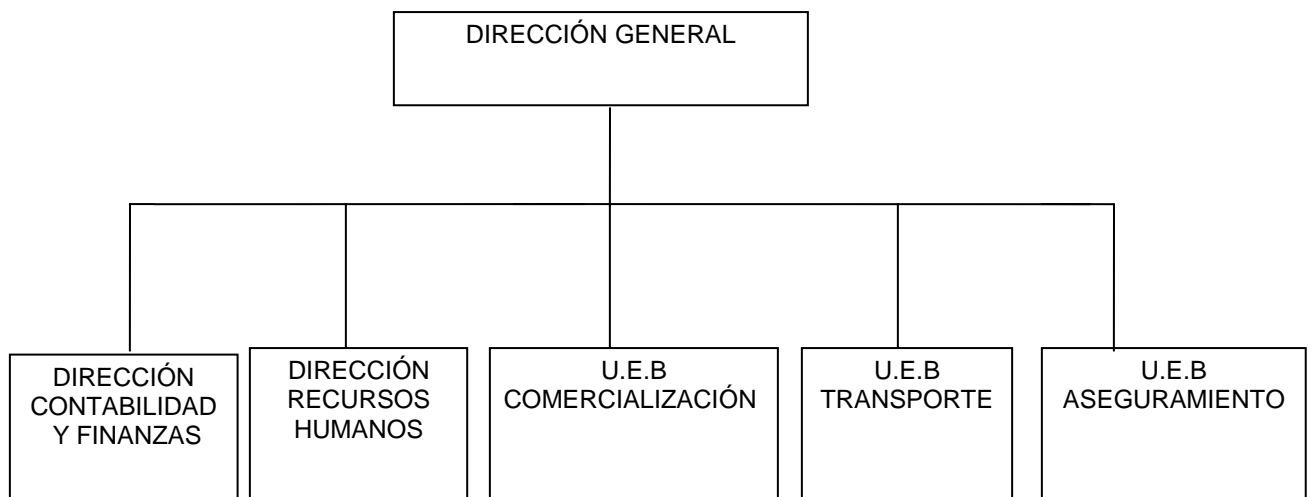 DIRECCIÓN GENERAL
DIRECCIÓN
CONTABILIDAD
Y FINANZAS
DIRECCIÓN
RECURSOS
HUMANOS
U.E.B
COMERCIALIZACIÓN
U.E.B
TRANSPORTE
U.E.B
ASEGURAMIENTO